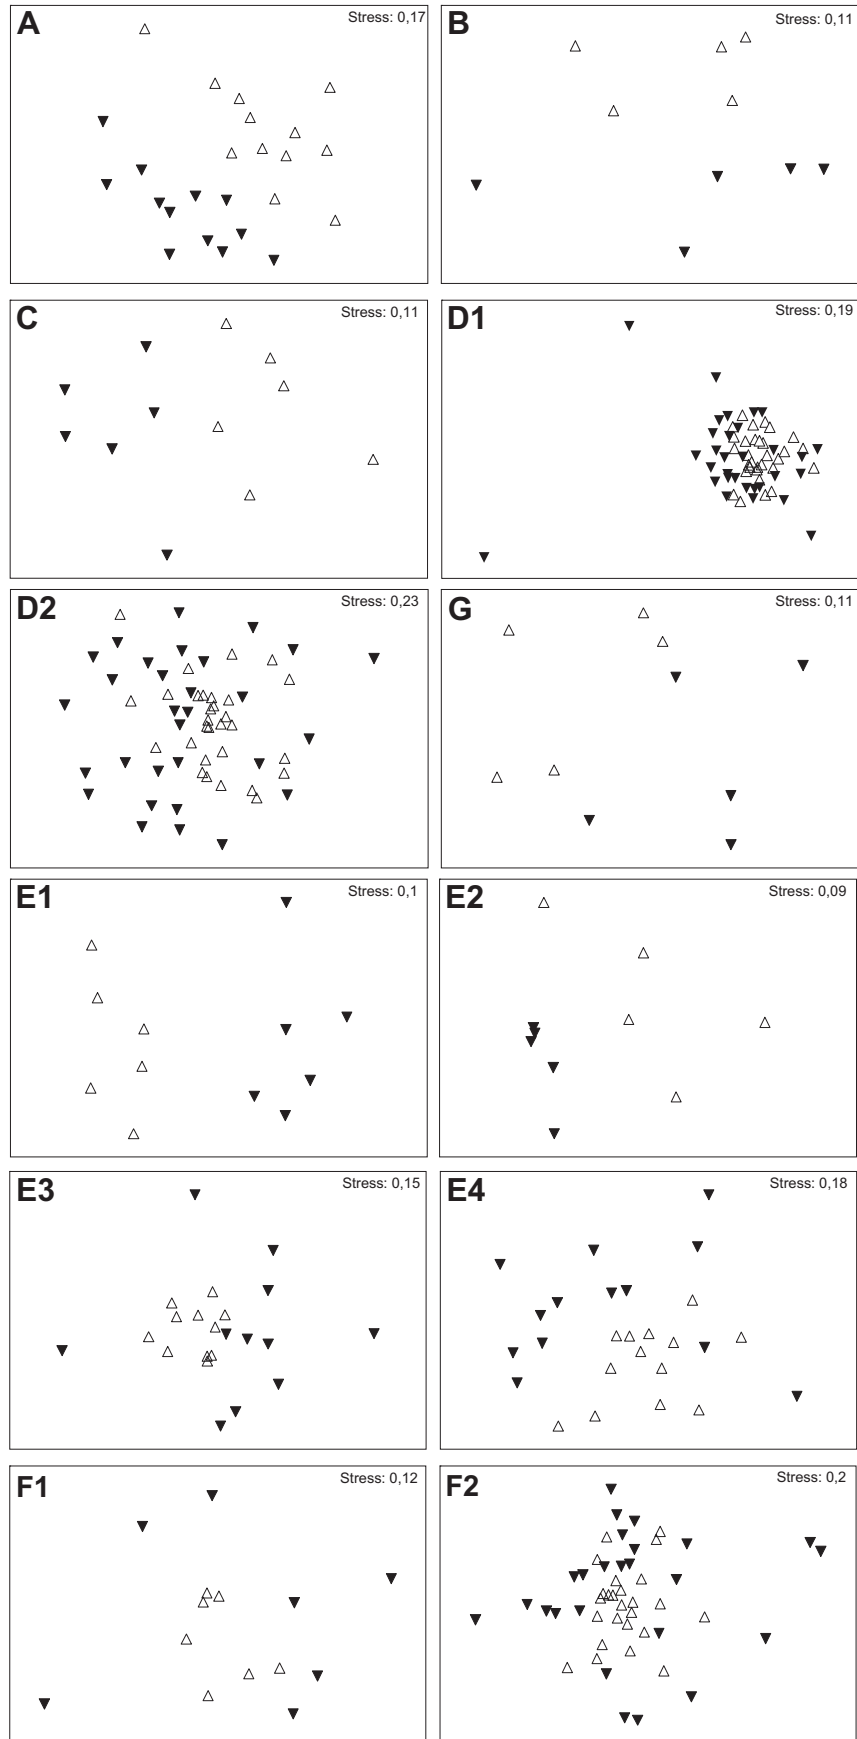 A Stress: 0,17
B Stress: 0,11
C Stress: 0,11
D1 Stress: 0,19
D2 Stress: 0,23
G Stress: 0,11
E1 Stress: 0,1
E2 Stress: 0,09
E3 Stress: 0,15
E4 Stress: 0,18
F1 Stress: 0,12
F2 Stress: 0,2